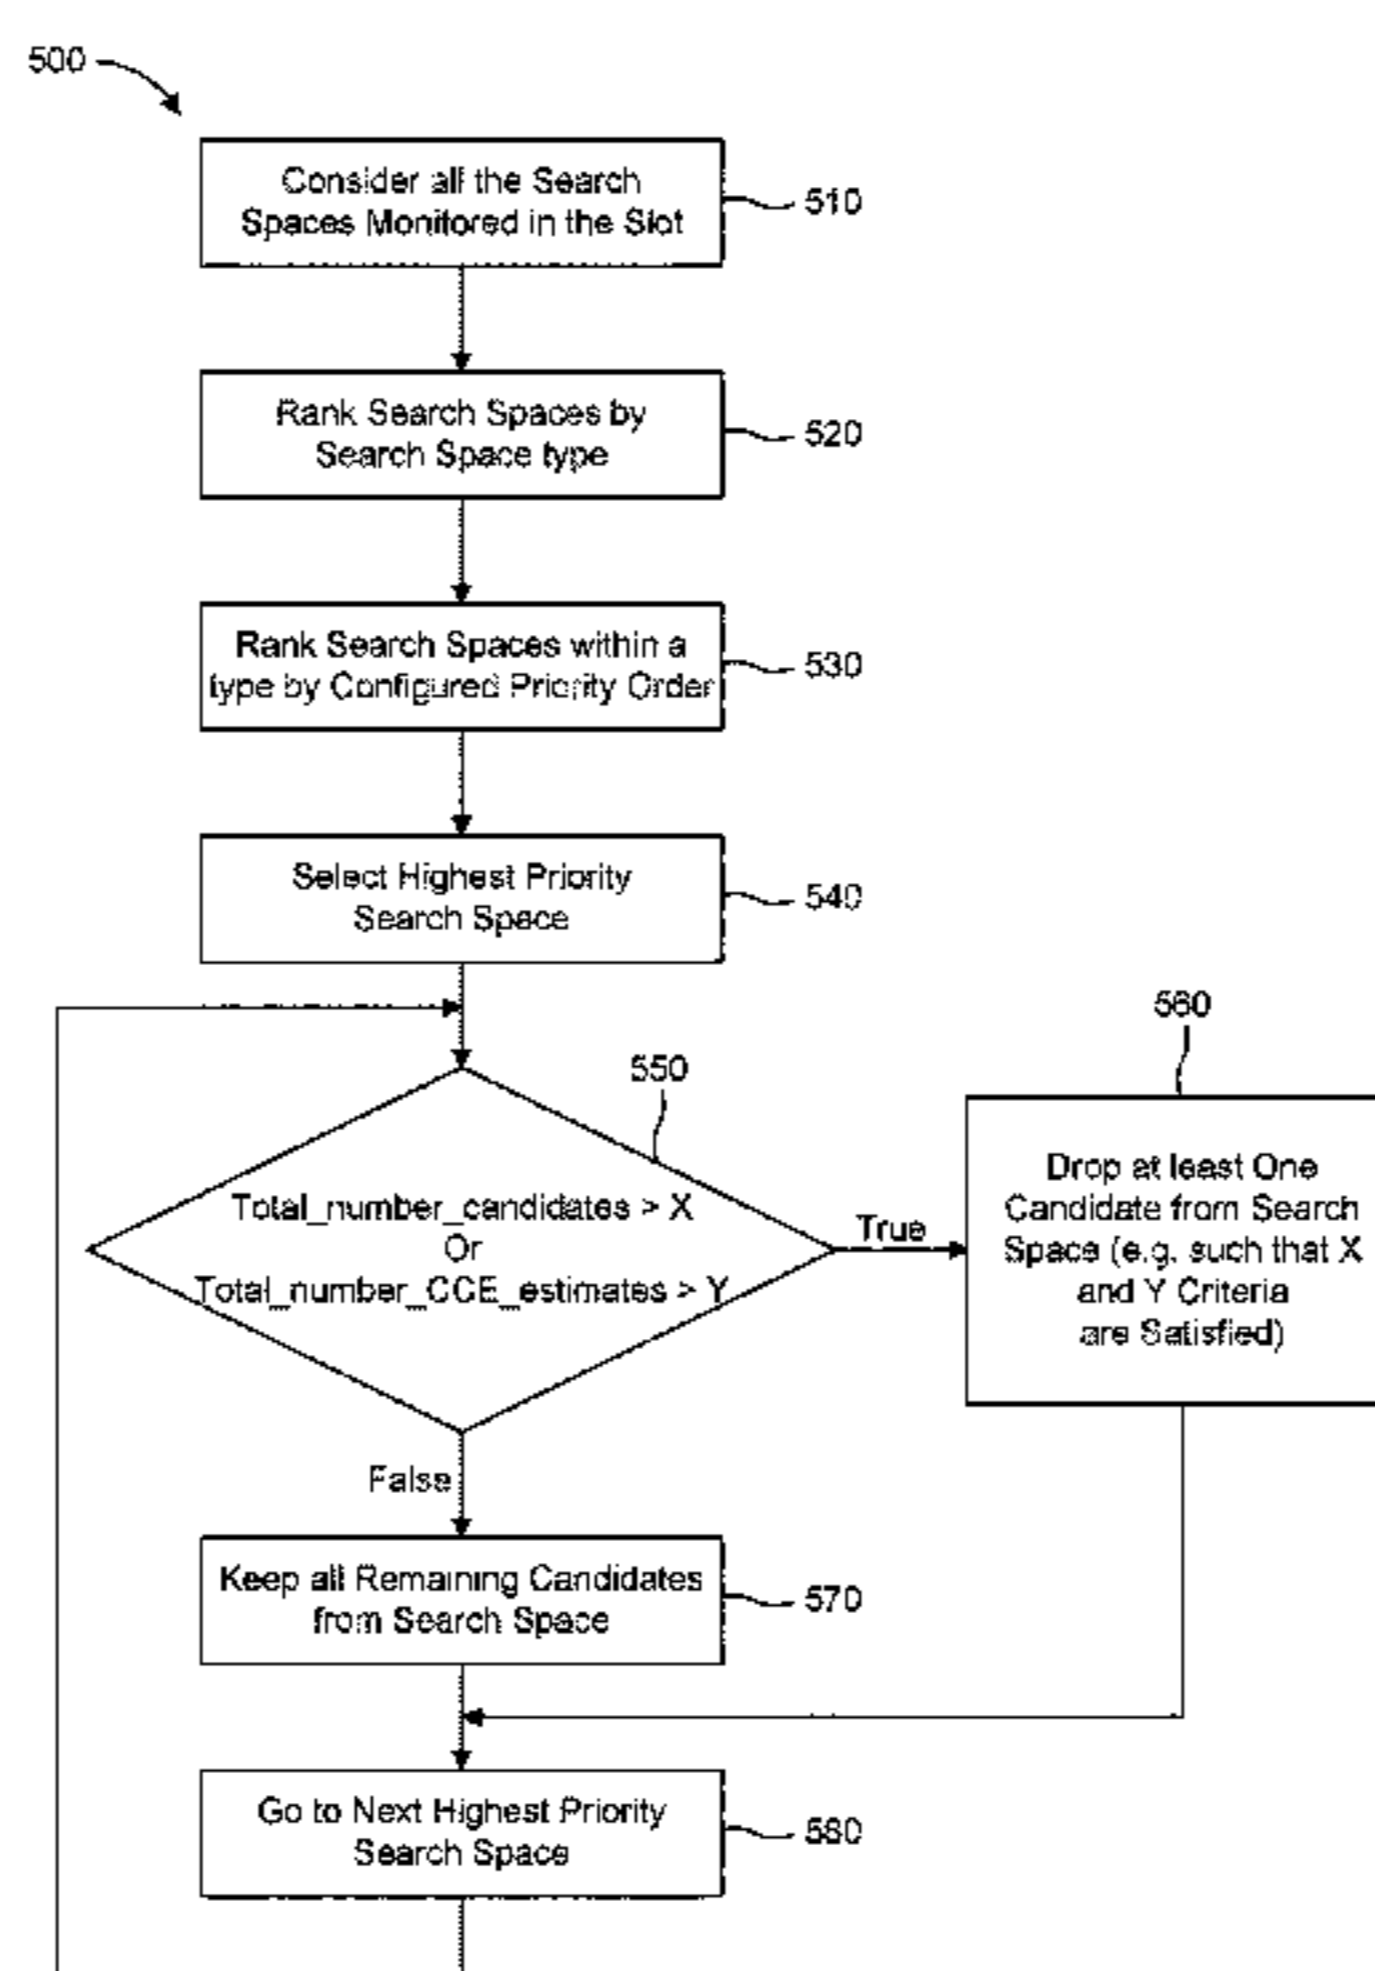 500
Consider all the Search
Spaces Monitored in the Slot
510
Rank Search Spaces by
Search Space type
520
Rank Search Spaces within a
type by Configured Priority Order
530
Select Highest Priority
Search Space
540
550
Total_number_candidates > X
Or
Total_number_CCE_estimates > Y
True
560
Drop at least One
Candidate from Search
Space (e.g. such that X
and Y Criteria
are Satisfied)
False
Keep all Remaining Candidates
from Search Space
570
Go to Next Highest Priority
Search Space
580